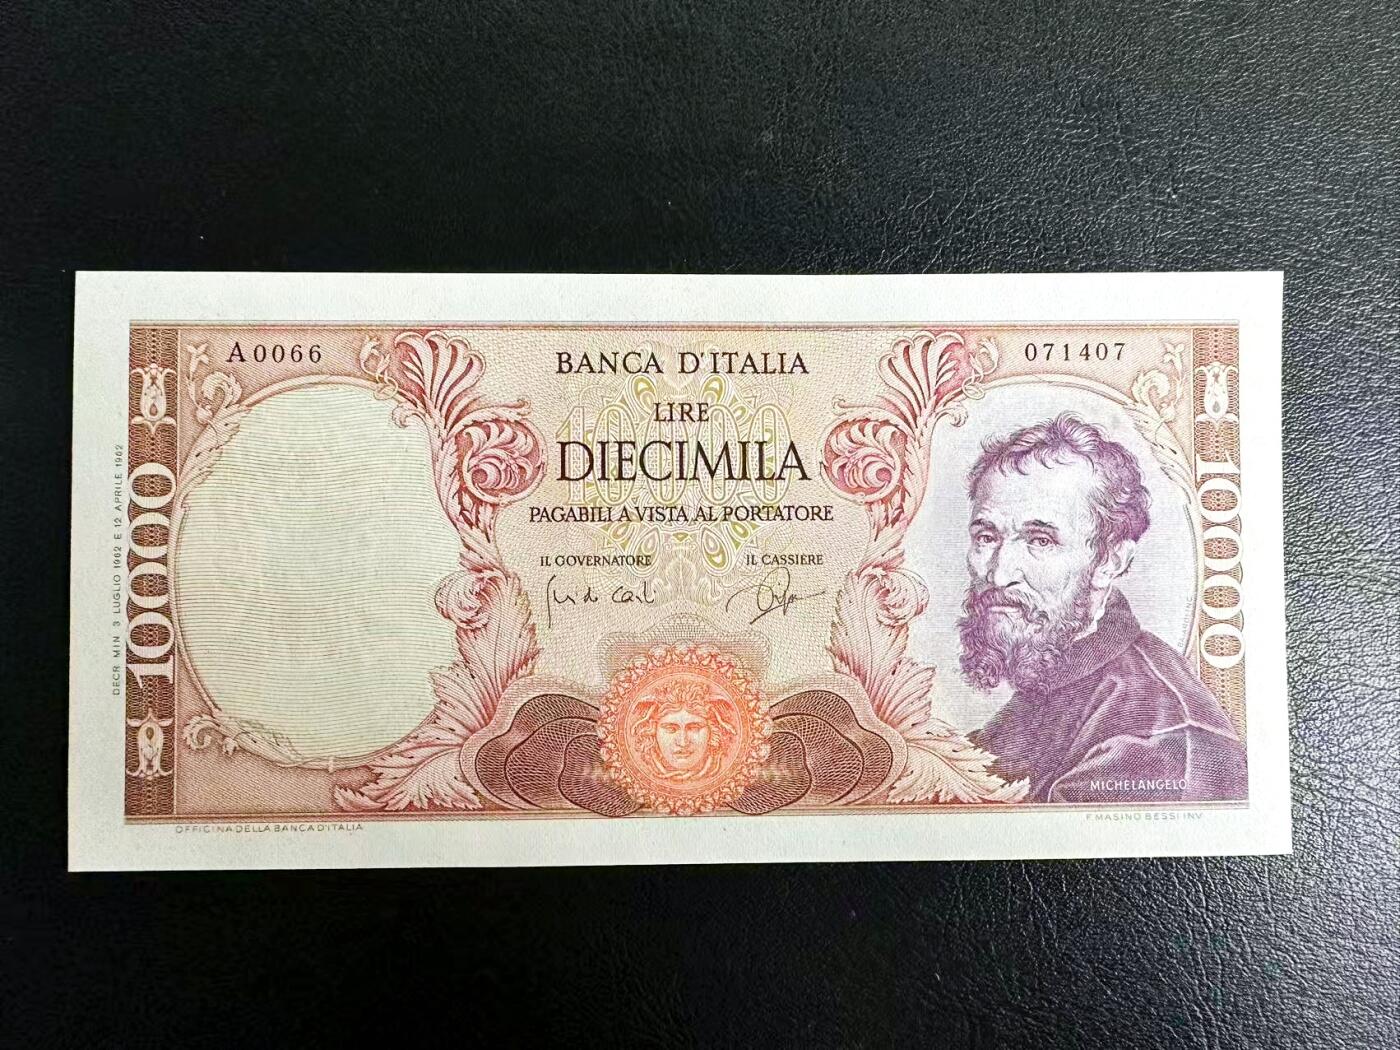 A0066
BANCA D'ITALIA
071407
LIRE
DIECIMILA
PAGABILI A VISTA AL PORTATORE
IL GOVERNATORE
IL CASSIERE
10000
10000
10000
DECR MIN 3 LUGLIO 1962 E 12 APRILE 1962
MICHELANGELO
OFFICINA DELLA BANCA D'ITALIA
F. MASINO BESSI INV